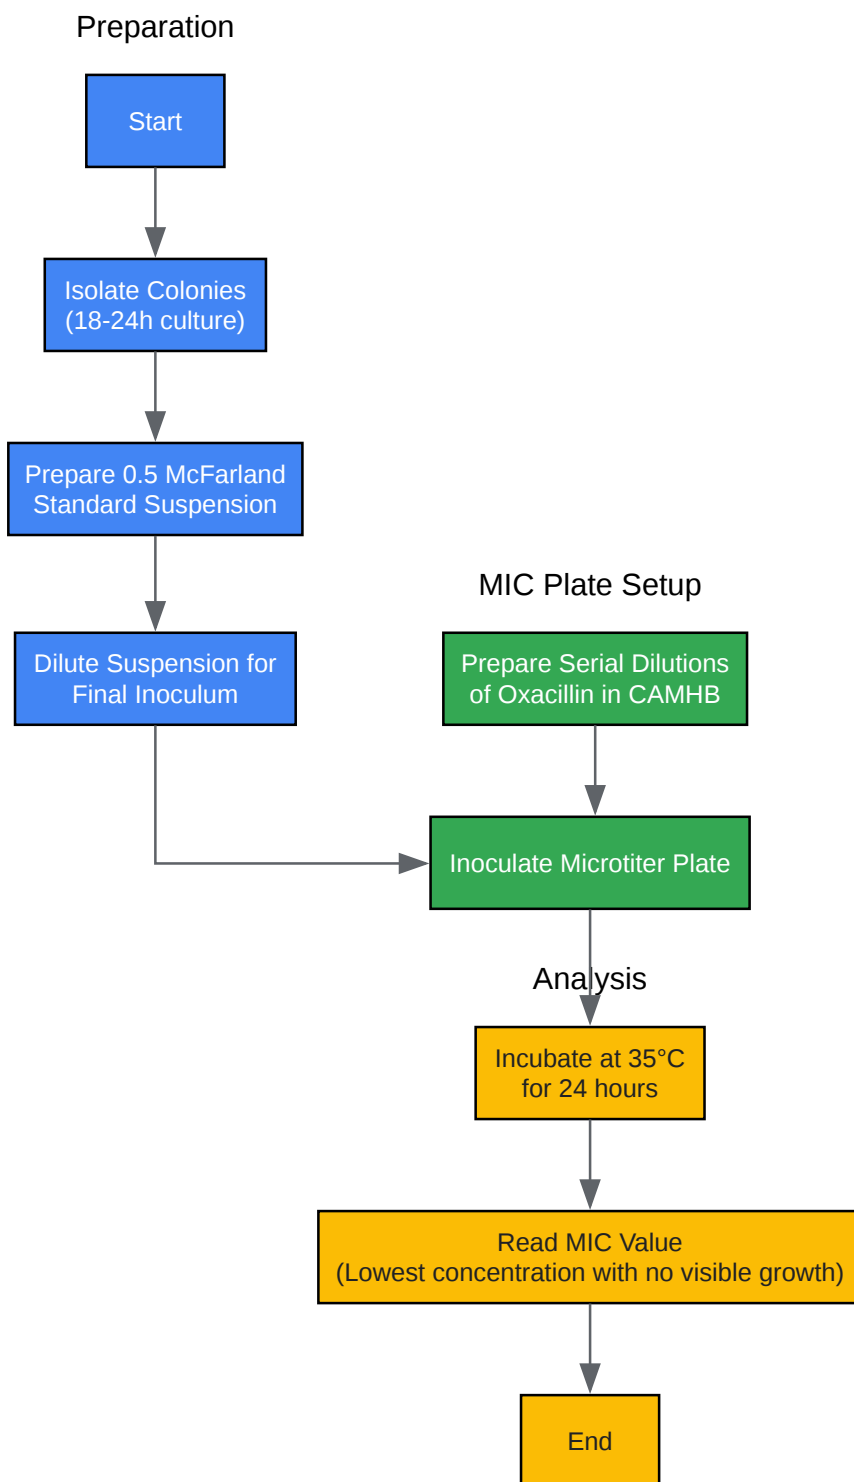 Preparation
Start
Isolate Colonies
(18-24h culture)
Prepare 0.5 McFarland
Standard Suspension
Dilute Suspension for
Final Inoculum
MIC Plate Setup
Prepare Serial Dilutions
of Oxacillin in CAMHB
Inoculate Microtiter Plate
Analysis
Incubate at 35°C
for 24 hours
Read MIC Value
(Lowest concentration with no visible growth)
End